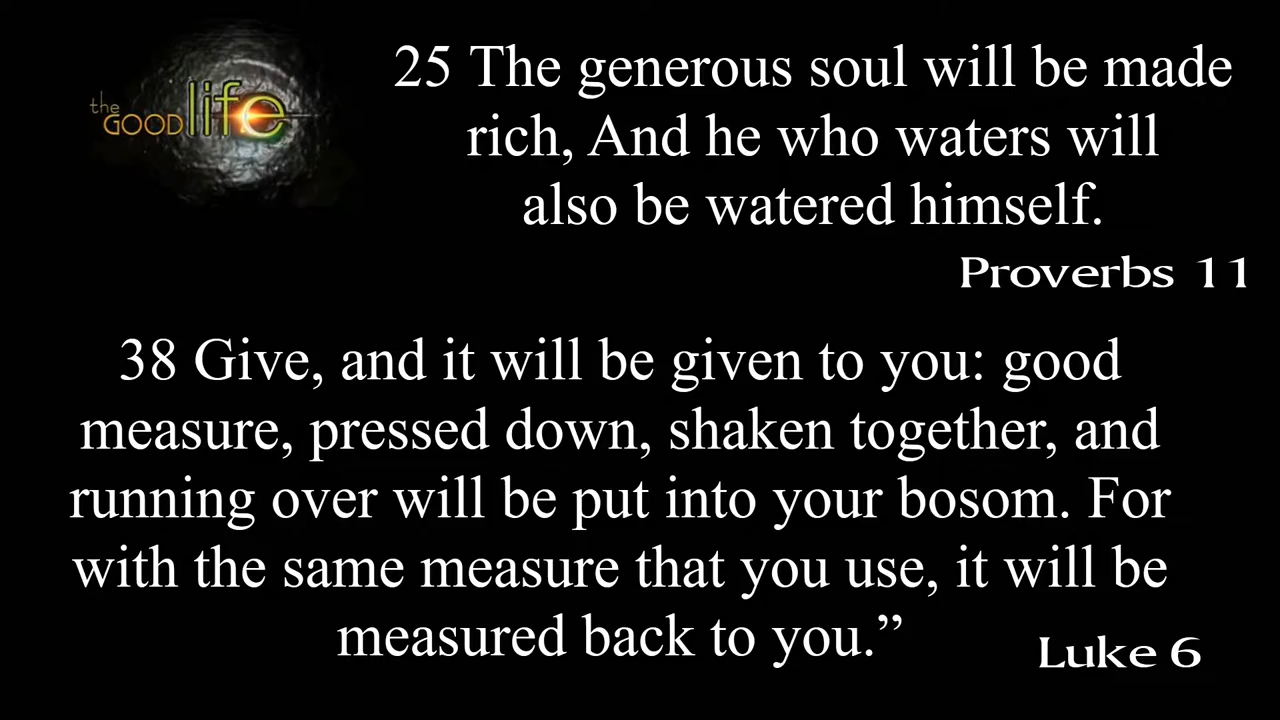 the
GOOD life
25 The generous soul will be made
rich, And he who waters will
also be watered himself.
Proverbs 11
38 Give, and it will be given to you: good
measure, pressed down, shaken together, and
running over will be put into your bosom. For
with the same measure that you use, it will be
measured back to you.”
Luke 6